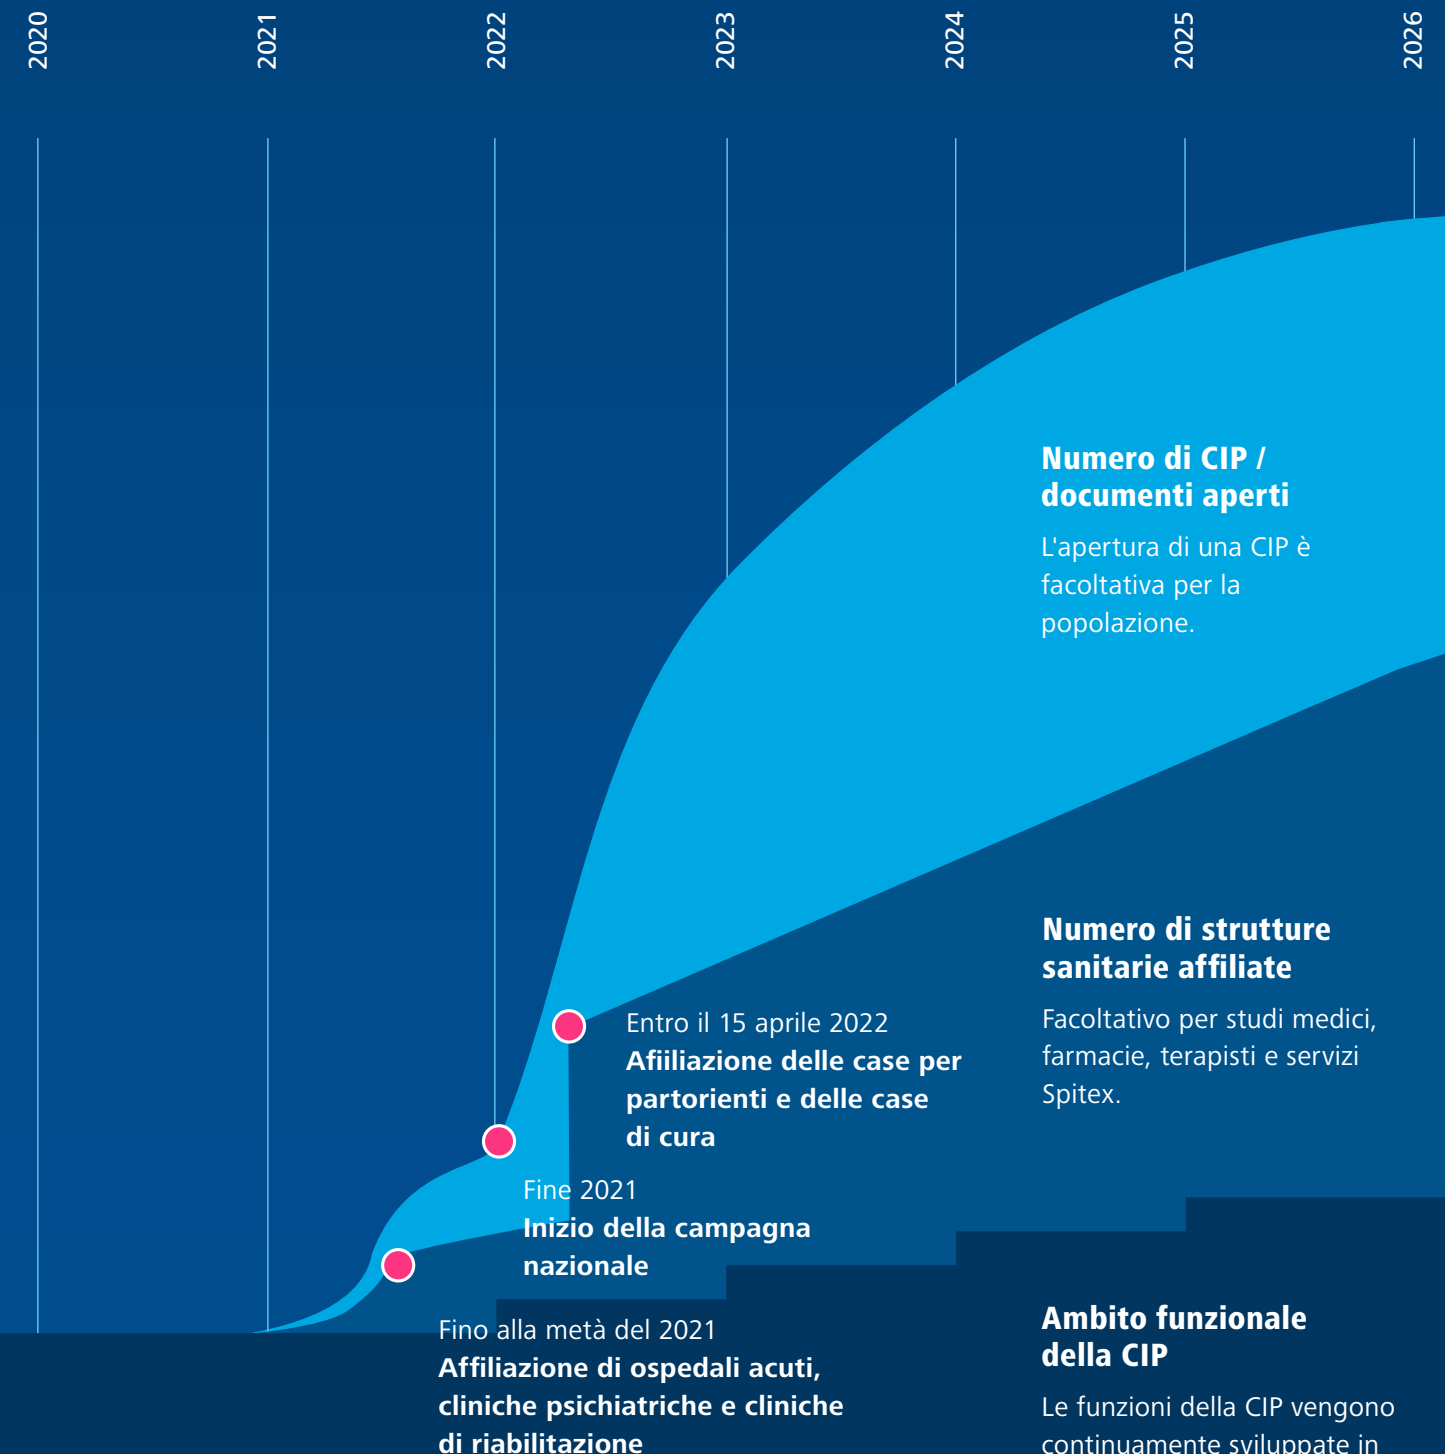 2020
2021
2022
2023
2024
2025
2026
Numero di CIP /
documenti aperti
L'apertura di una CIP è
facoltativa per la
popolazione.
Numero di strutture
sanitarie affiliate
Facoltativo per studi medici,
farmacie, terapisti e servizi
Spitex.
Entro il 15 aprile 2022
Afiiliazione delle case per
partorienti e delle case
di cura
Fine 2021
Inizio della campagna
nazionale
Fino alla metà del 2021
Affiliazione di ospedali acuti,
cliniche psichiatriche e cliniche
di riabilitazione
Ambito funzionale
della CIP
Le funzioni della CIP vengono
continuamente sviluppate in